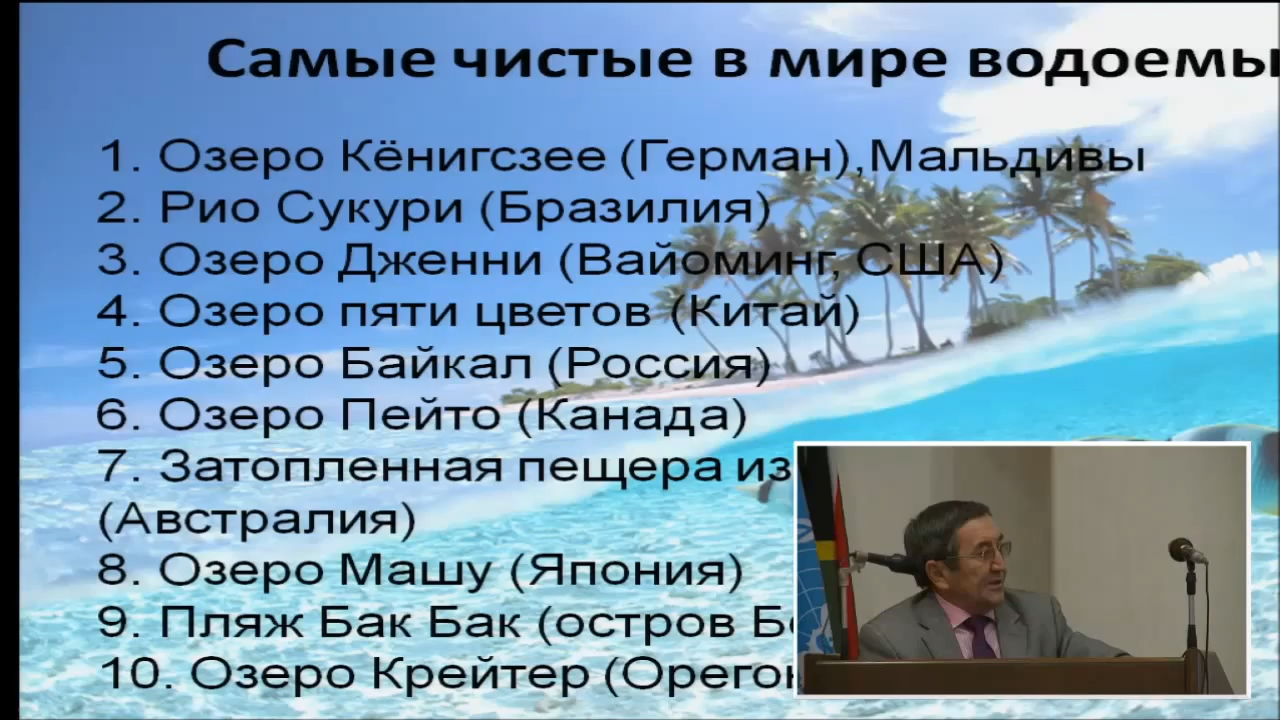 Самые чистые в мире водоемы
1. Озеро Кёнигсзее (Герман),Мальдивы
2. Рио Сукури (Бразилия)
3. Озеро Дженни (Вайоминг, США)
4. Озеро пяти цветов (Китай)
5. Озеро Байкал (Россия)
6. Озеро Пейто (Канада)
7. Затопленная пещера из
(Австралия)
8. Озеро Машу (Япония)
9. Пляж Бак Бак (остров
10. Озеро Крейтер